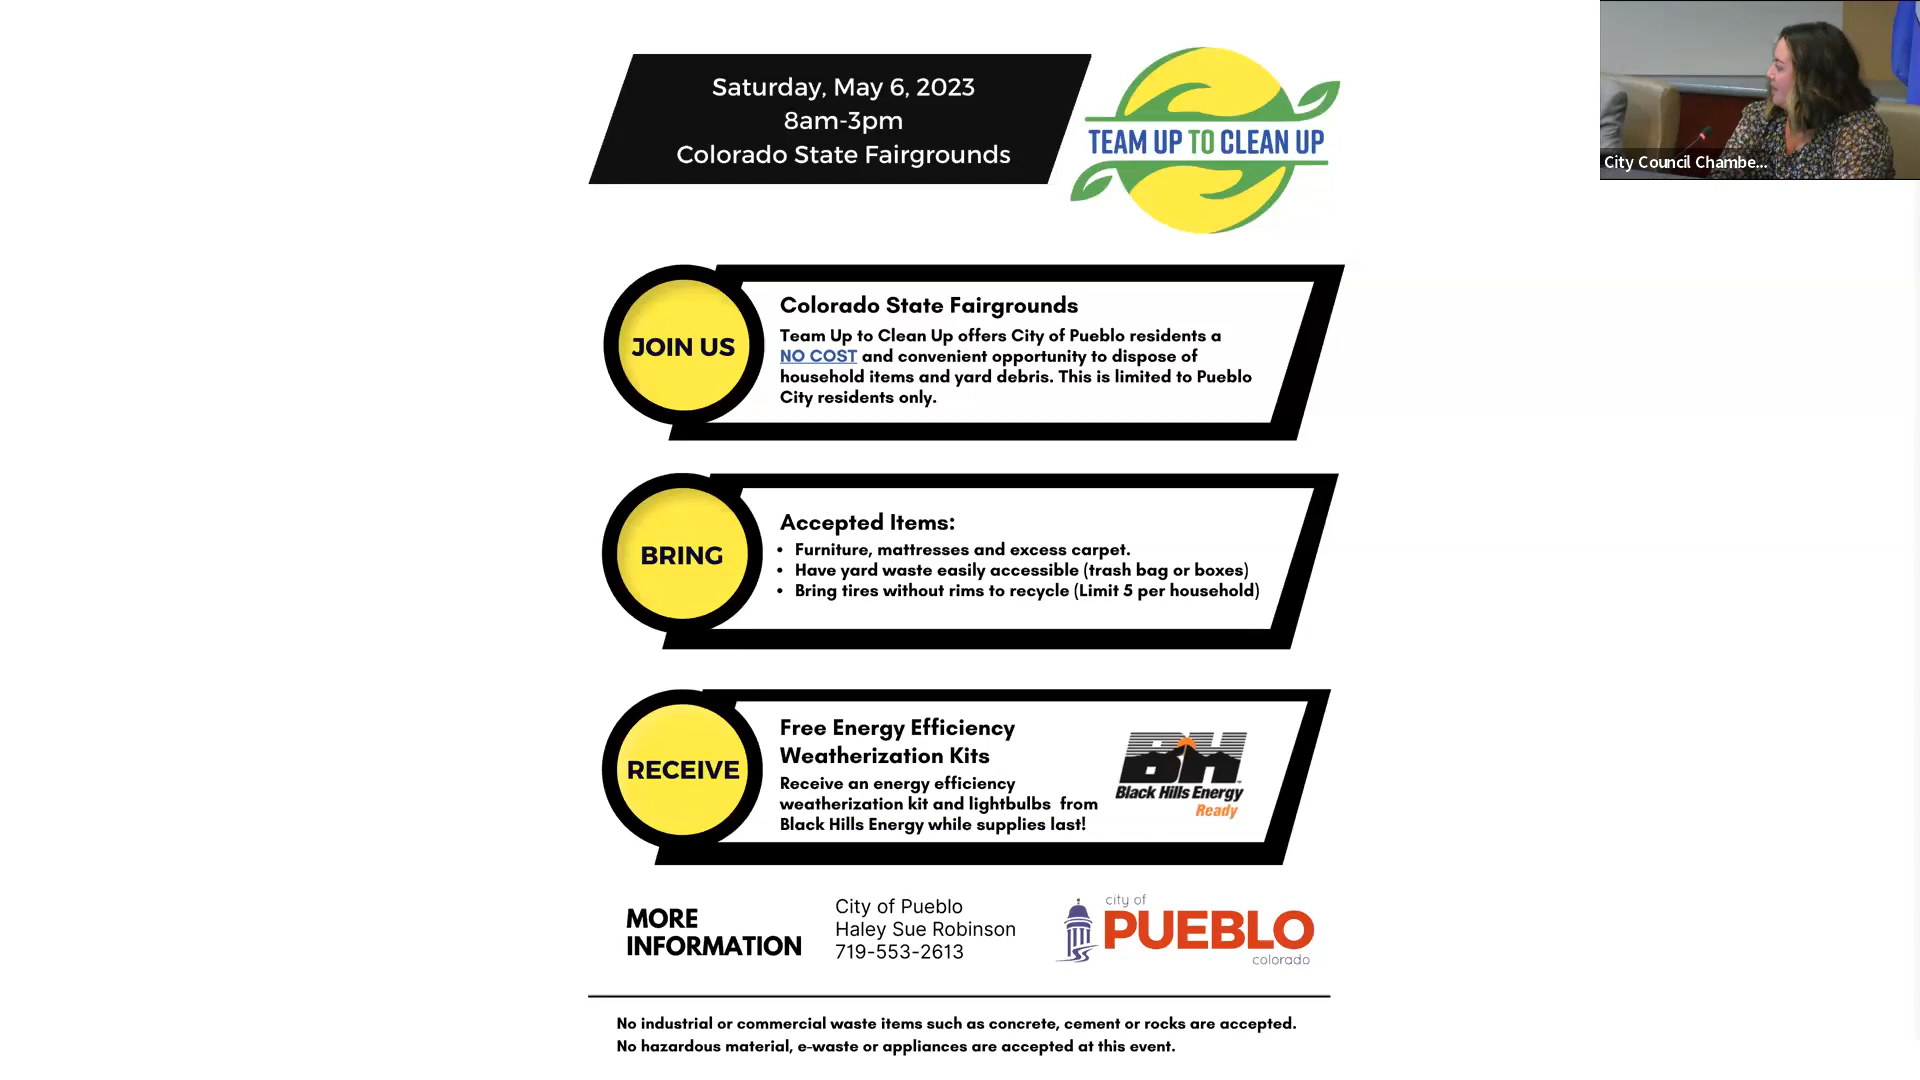 Saturday, May 6, 2023
8am-3pm
Colorado State Fairgrounds
TEAM UP TO CLEAN UP
City Council Chambe...
JOIN US
Colorado State Fairgrounds
Team Up to Clean Up offers City of Pueblo residents a
NO COST and convenient opportunity to dispose of
household items and yard debris. This is limited to Pueblo
City residents only.
BRING
Accepted Items:
• Furniture, mattresses and excess carpet.
• Have yard waste easily accessible (trash bag or boxes)
• Bring tires without rims to recycle (Limit 5 per household)
RECEIVE
Free Energy Efficiency
Weatherization Kits
Receive an energy efficiency
weatherization kit and lightbulbs from
Black Hills Energy while supplies last!
BH
Black Hills Energy
Ready
MORE
INFORMATION
City of Pueblo
Haley Sue Robinson
719-553-2613
city of
PUEBLO
colorado
No industrial or commercial waste items such as concrete, cement or rocks are accepted.
No hazardous material, e-waste or appliances are accepted at this event.